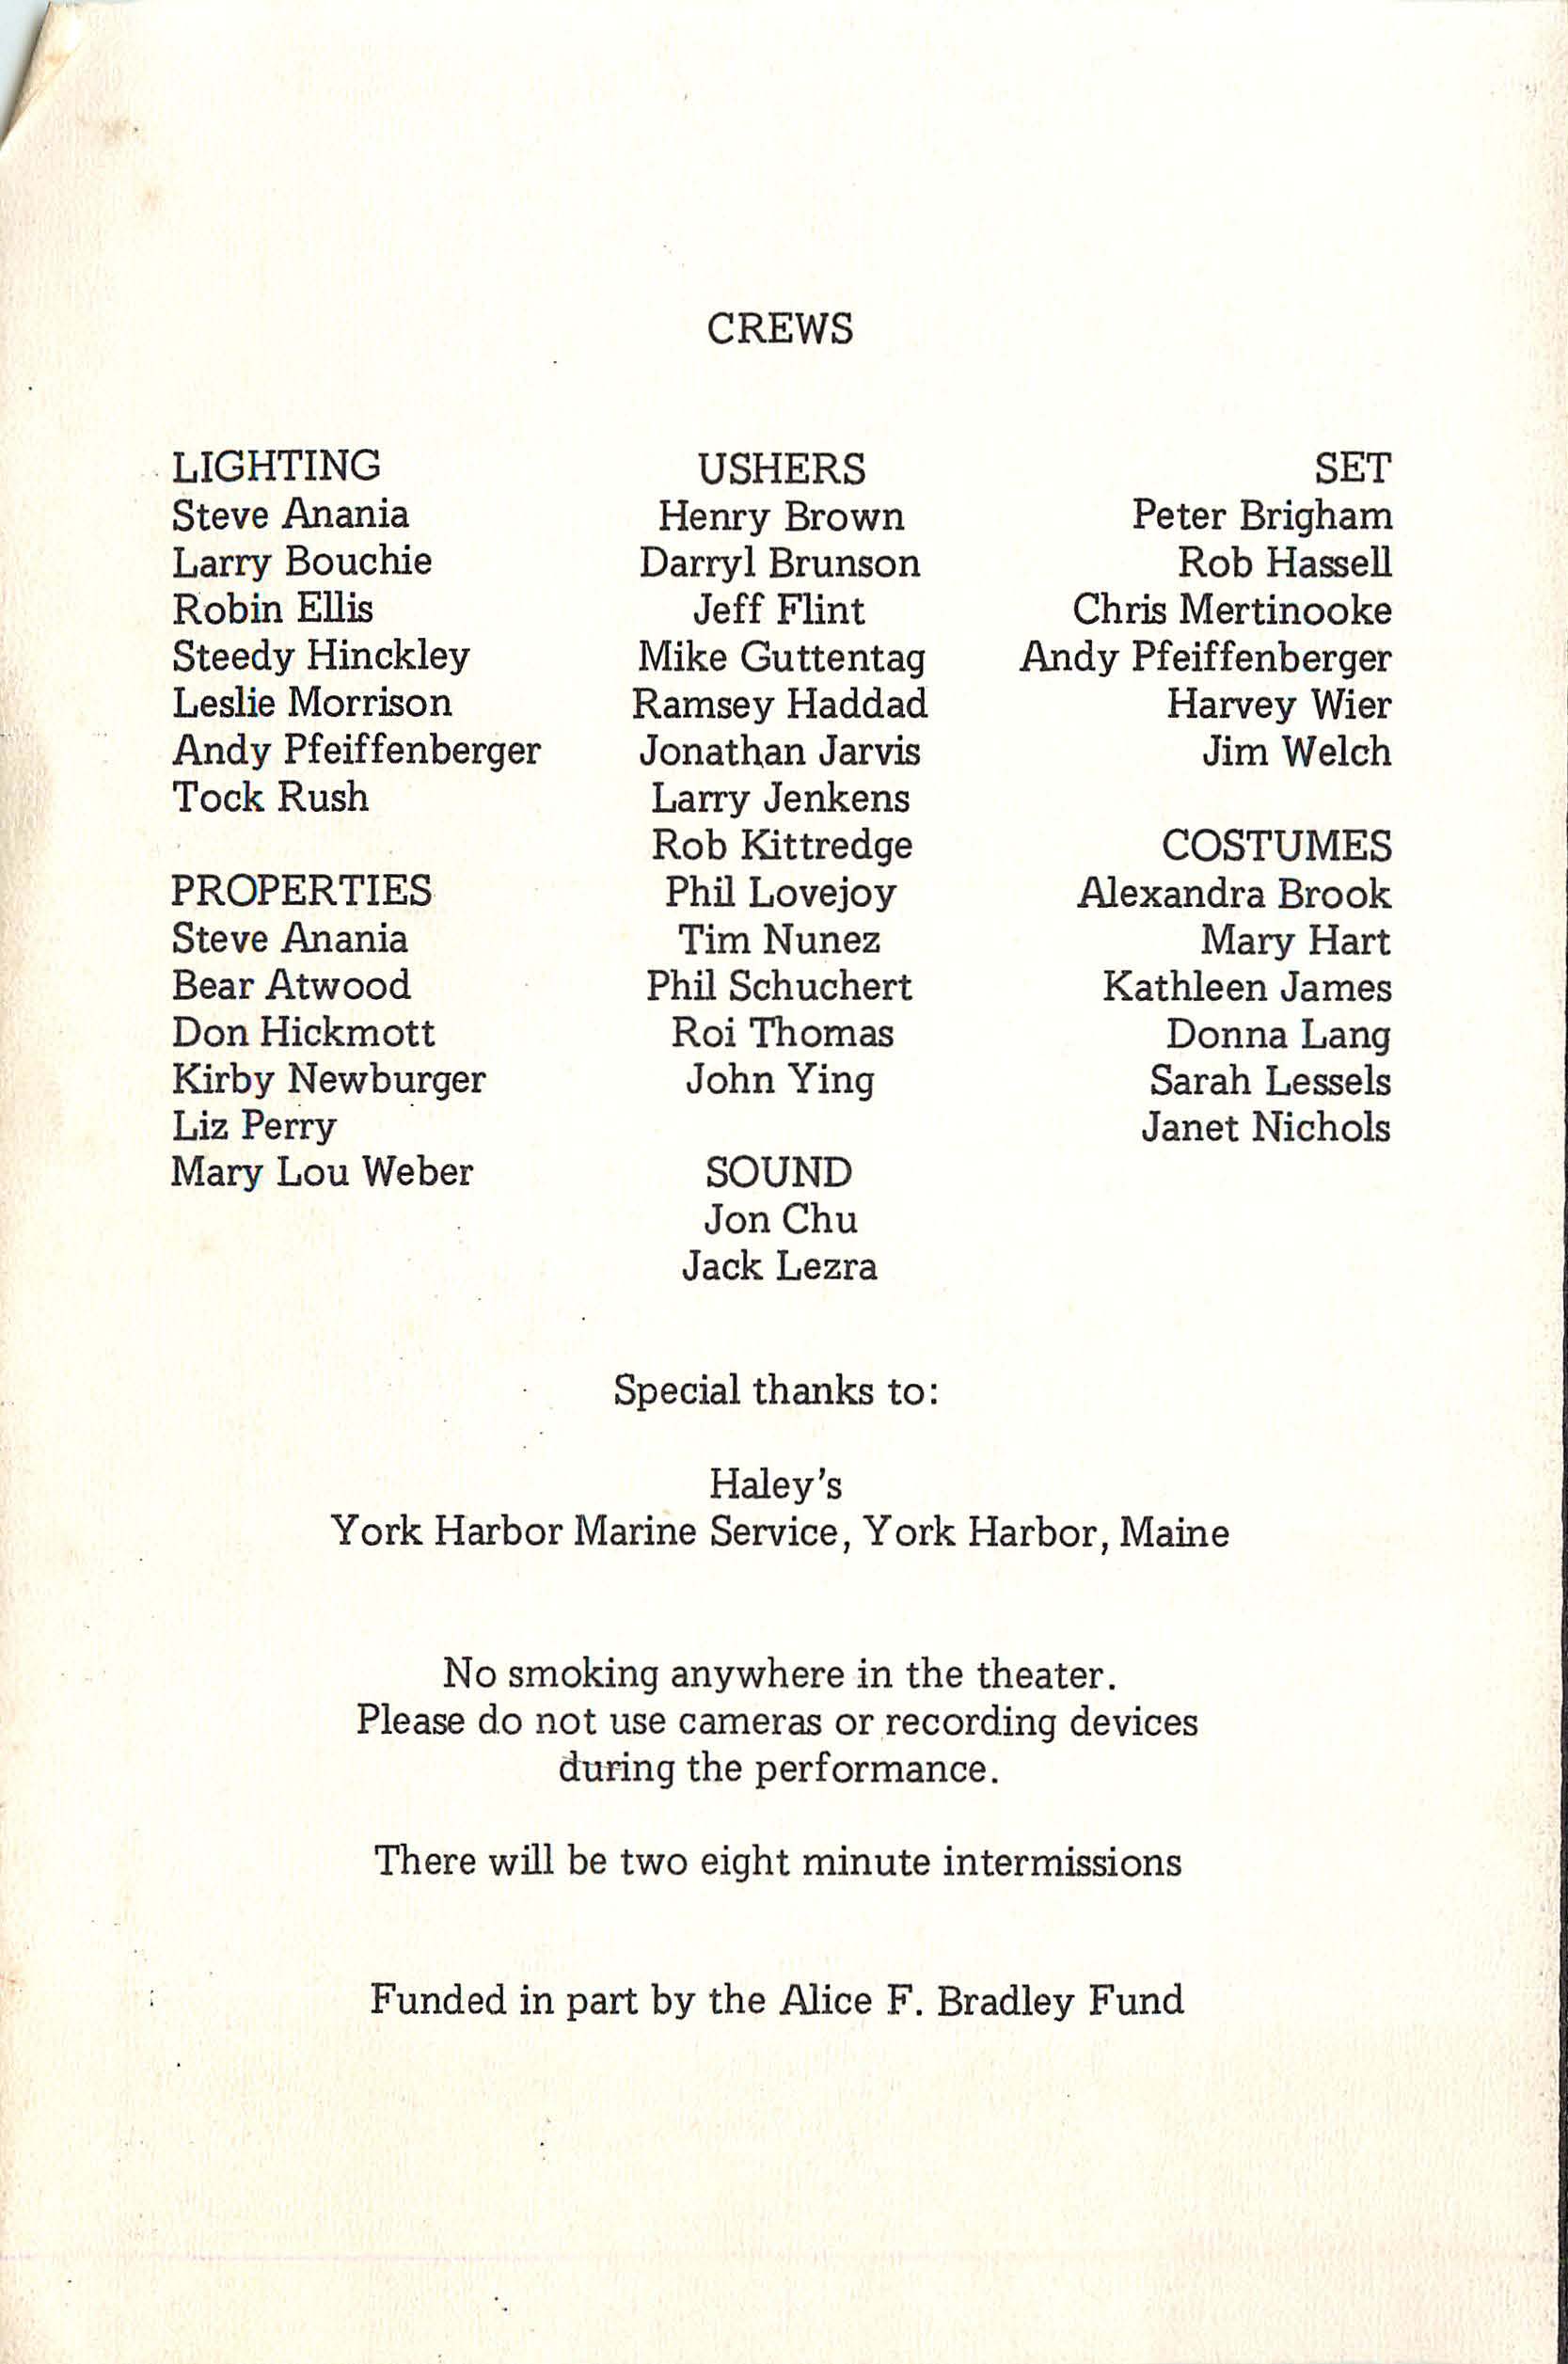 CREWS
LIGHTING
Steve Anania
Larry Bouchie
Robin Ellis
Steedy Hinckley
Leslie Morrison
Andy Pfeiffenberger
Tock Rush
PROPERTIES
Steve Anania
Bear Atwood
Don Hickmott
Kirby Newburger
Liz Perry
Mary Lou Weber
USHERS
Henry Brown
Darryl Brunson
Jeff Flint
Mike Guttentag
Ramsey Haddad
Jonathan Jarvis
Larry Jenkens
Rob Kittredge
Phil Lovejoy
Tim Nunez
Phil Schuchert
Roi Thomas
John Ying
SOUND
Jon Chu
Jack Lezra
SET
Peter Brigham
Rob Hassell
Chris Mertinooke
Andy Pfeiffenberger
Harvey Wier
Jim Welch
COSTUMES
Alexandra Brook
Mary Hart
Kathleen James
Donna Lang
Sarah Lessels
Janet Nichols
Special thanks to:
Haley's
York Harbor Marine Service, York Harbor, Maine
No smoking anywhere in the theater.
Please do not use cameras or recording devices
during the performance.
There will be two eight minute intermissions
Funded in part by the Alice F. Bradley Fund